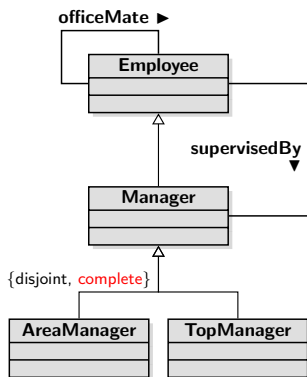 officeMate ►
Employee
supervisedBy
▼
Manager
{disjoint, complete}
AreaManager
TopManager